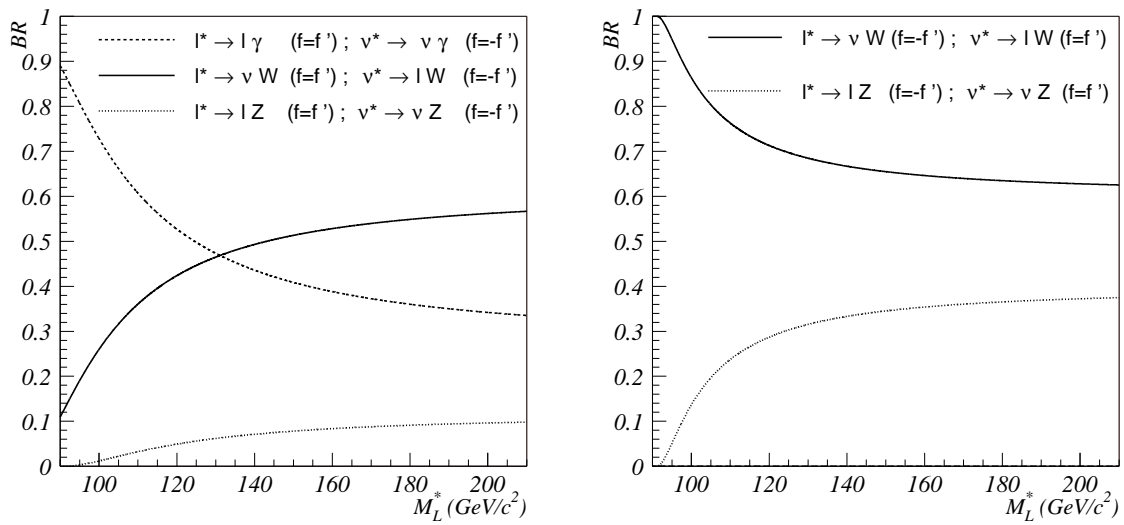 BR
1
0.9
0.8
0.7
0.6
0.5
0.4
0.3
0.2
0.1
0
l* → l γ (f=f ') ; ν* → ν γ (f=-f ')
l* → ν W (f=f ') ; ν* → l W (f=-f ')
l* → l Z (f=f ') ; ν* → ν Z (f=-f ')
100 120 140 160 180 200
M*L (GeV/c²)
BR
1
0.9
0.8
0.7
0.6
0.5
0.4
0.3
0.2
0.1
0
l* → ν W (f=-f ') ; ν* → l W (f=f ')
l* → l Z (f=-f ') ; ν* → ν Z (f=f ')
100 120 140 160 180 200
M*L (GeV/c²)